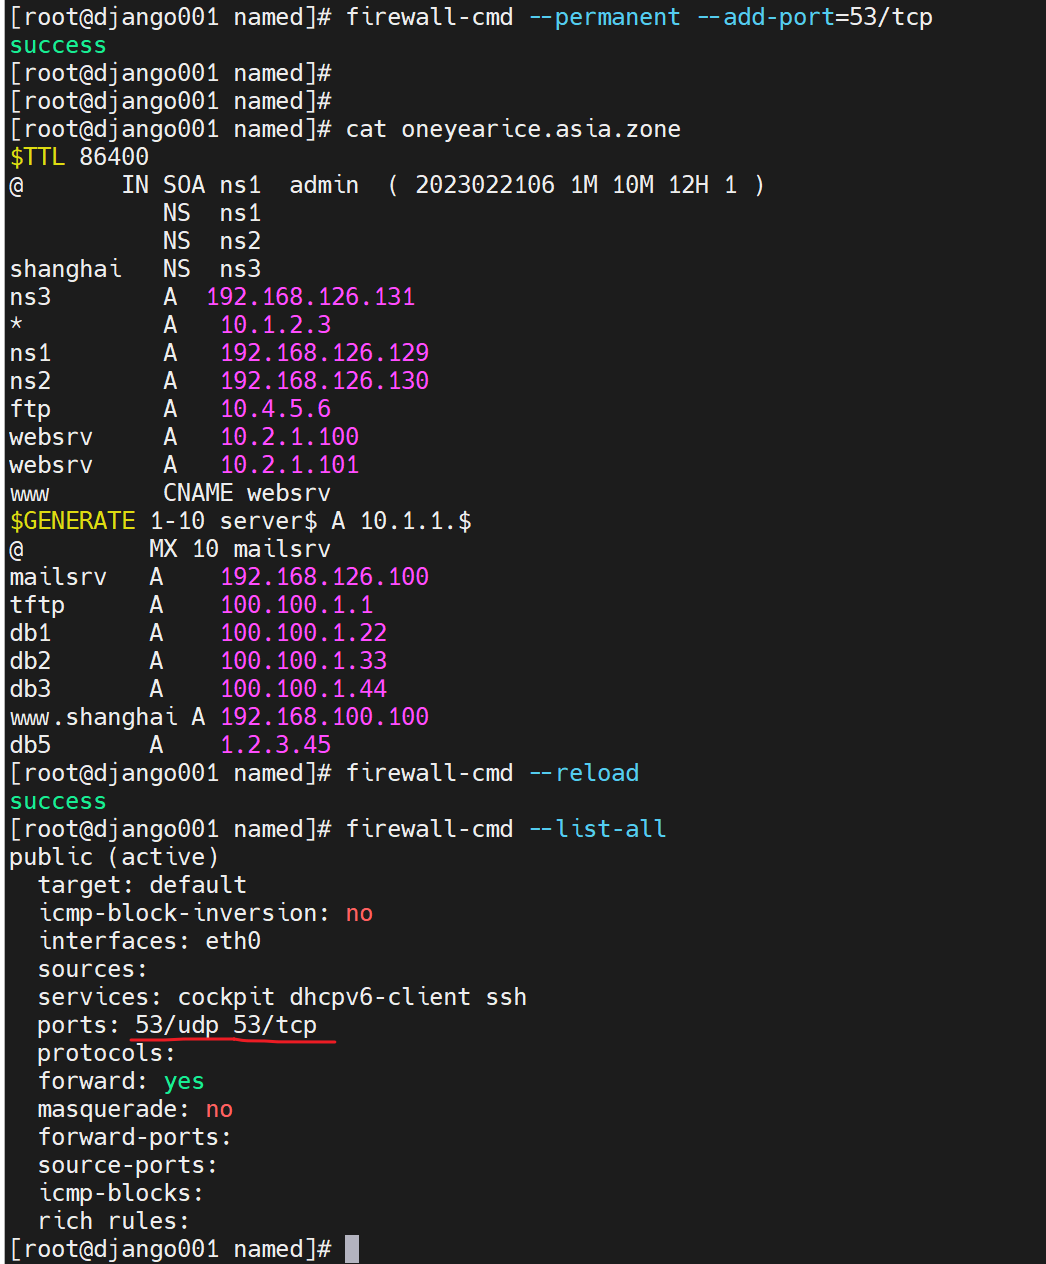 [root@django001 named]# firewall-cmd --permanent --add-port=53/tcp
success
[root@django001 named]#
[root@django001 named]#
[root@django001 named]# cat oneyearice.asia.zone
$TTL 86400
@       IN SOA ns1  admin  ( 2023022106 1M 10M 12H 1 )
           NS  ns1
           NS  ns2
shanghai   NS  ns3
ns3        A  192.168.126.131
*          A   10.1.2.3
ns1        A   192.168.126.129
ns2        A   192.168.126.130
ftp        A   10.4.5.6
websrv     A   10.2.1.100
websrv     A   10.2.1.101
www        CNAME websrv
$GENERATE 1-10 server$ A 10.1.1.$
@         MX 10 mailsrv
mailsrv   A    192.168.126.100
tftp      A    100.100.1.1
db1       A    100.100.1.22
db2       A    100.100.1.33
db3       A    100.100.1.44
www.shanghai A 192.168.100.100
db5       A    1.2.3.45
[root@django001 named]# firewall-cmd --reload
success
[root@django001 named]# firewall-cmd --list-all
public (active)
  target: default
  icmp-block-inversion: no
  interfaces: eth0
  sources:
  services: cockpit dhcpv6-client ssh
  ports: 53/udp 53/tcp
  protocols:
  forward: yes
  masquerade: no
  forward-ports:
  source-ports:
  icmp-blocks:
  rich rules:
[root@django001 named]#